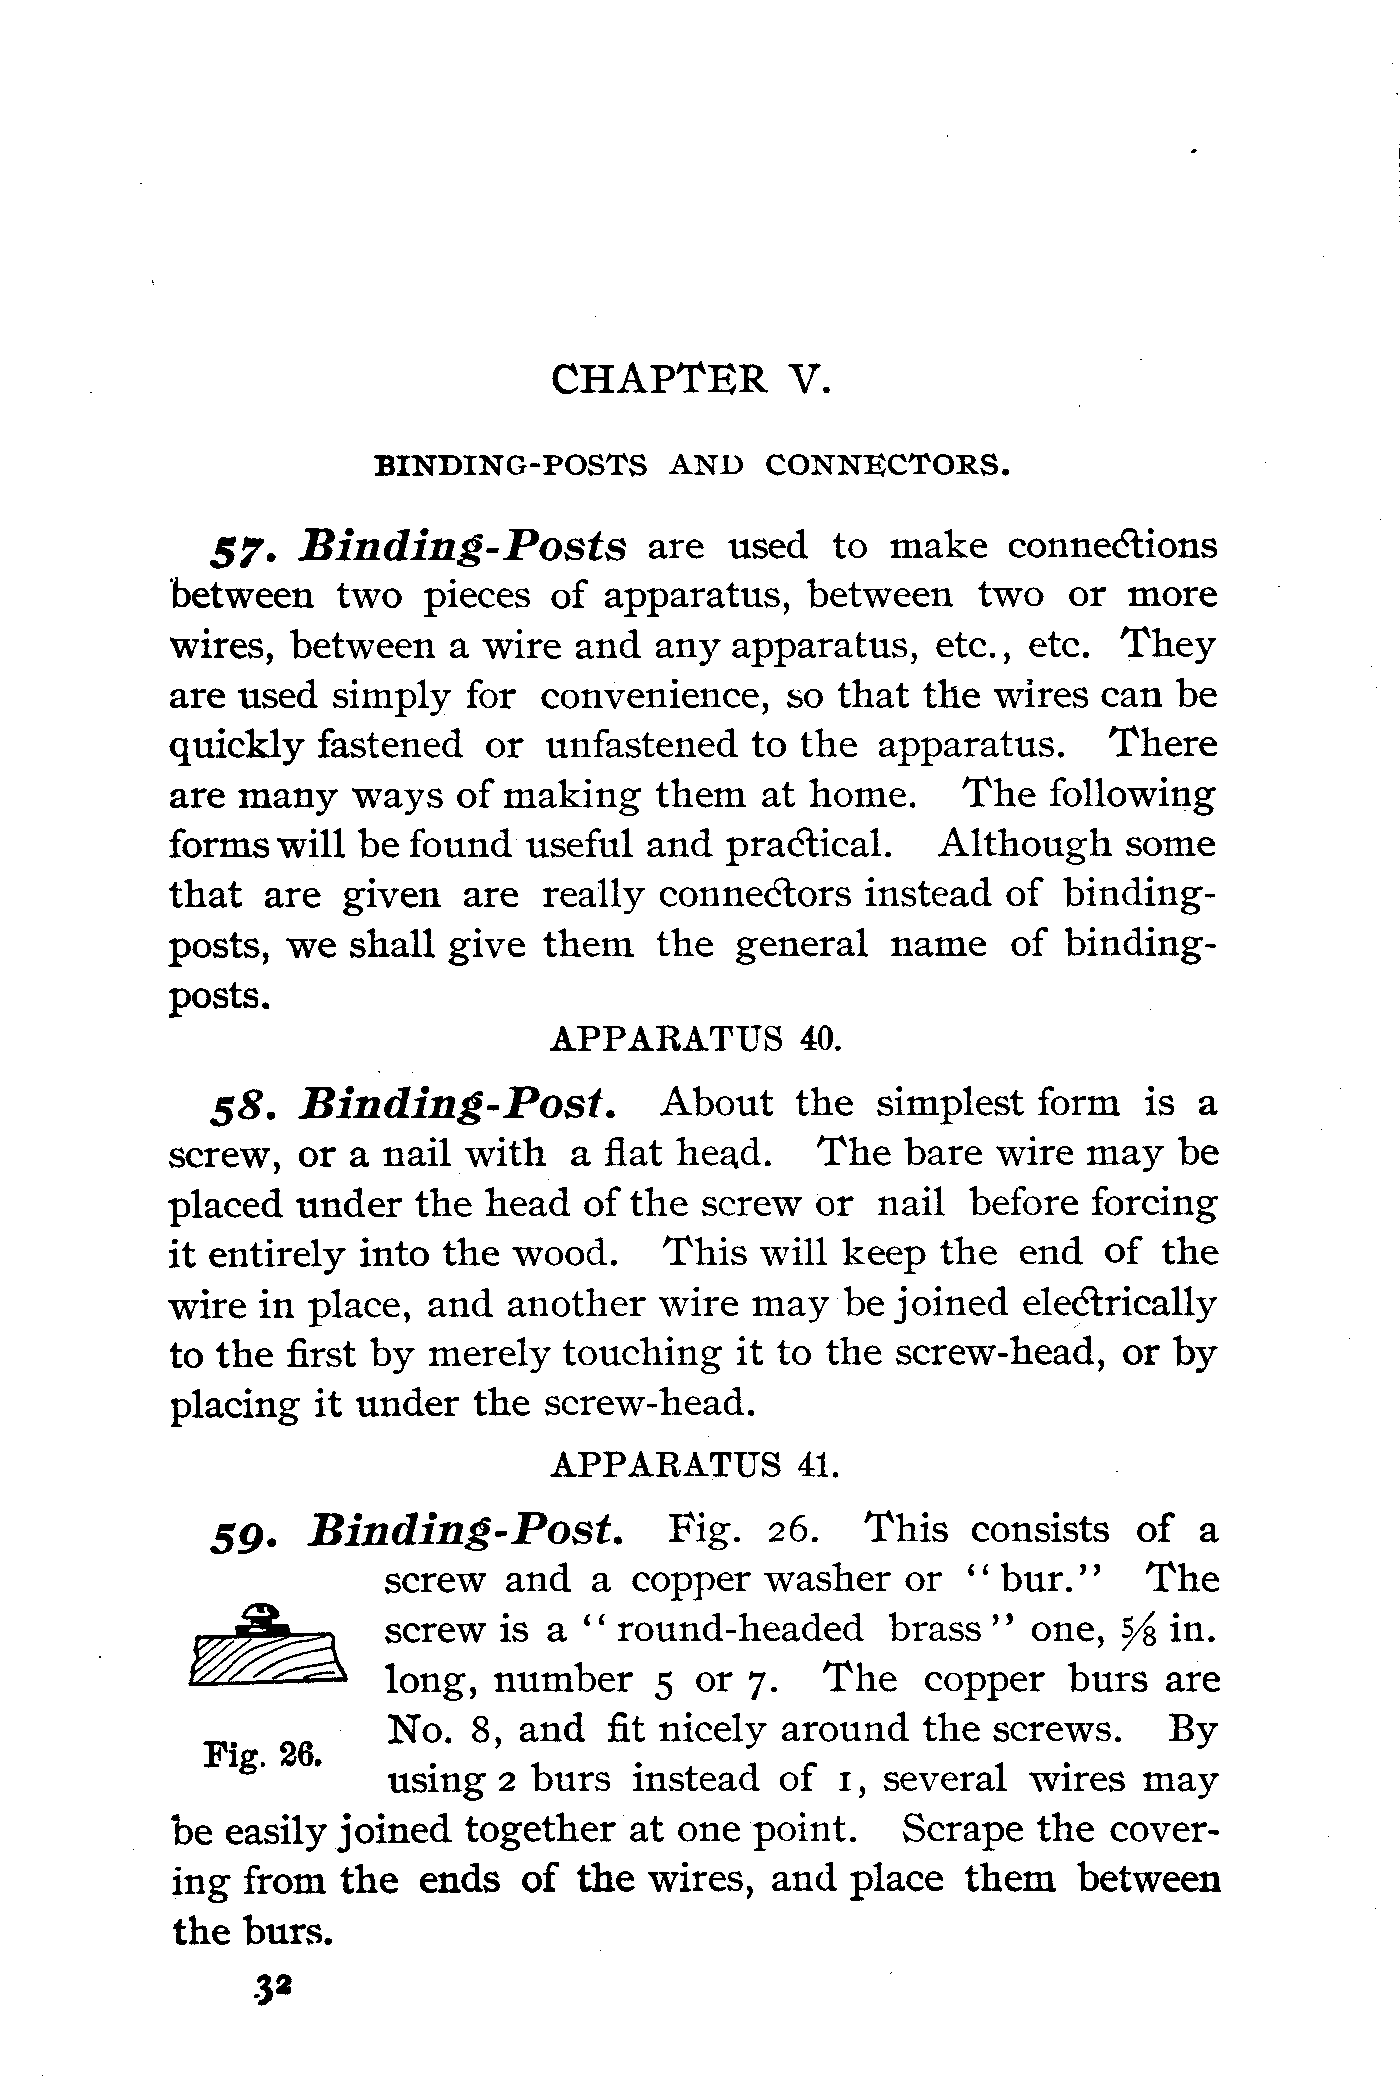 CHAPTER V.
BINDING-POSTS AND CONNECTORS.
57. Binding-Posts are used to make connections
between two pieces of apparatus, between two or more
wires, between a wire and any apparatus, etc., etc. They
are used simply for convenience, so that the wires can be
quickly fastened or unfastened to the apparatus. There
are many ways of making them at home. The following
forms will be found useful and practical. Although some
that are given are really connectors instead of binding-
posts, we shall give them the general name of binding-
posts.
APPARATUS 40.
58. Binding-Post. About the simplest form is a
screw, or a nail with a flat head. The bare wire may be
placed under the head of the screw or nail before forcing
it entirely into the wood. This will keep the end of the
wire in place, and another wire may be joined electrically
to the first by merely touching it to the screw-head, or by
placing it under the screw-head.
APPARATUS 41.
59. Binding-Post. Fig. 26. This consists of a
screw and a copper washer or "bur." The
screw is a "round-headed brass" one, ⅝ in.
long, number 5 or 7. The copper burs are
No. 8, and fit nicely around the screws. By
Fig. 26.
using 2 burs instead of 1, several wires may
be easily joined together at one point. Scrape the cover-
ing from the ends of the wires, and place them between
the burs.
32